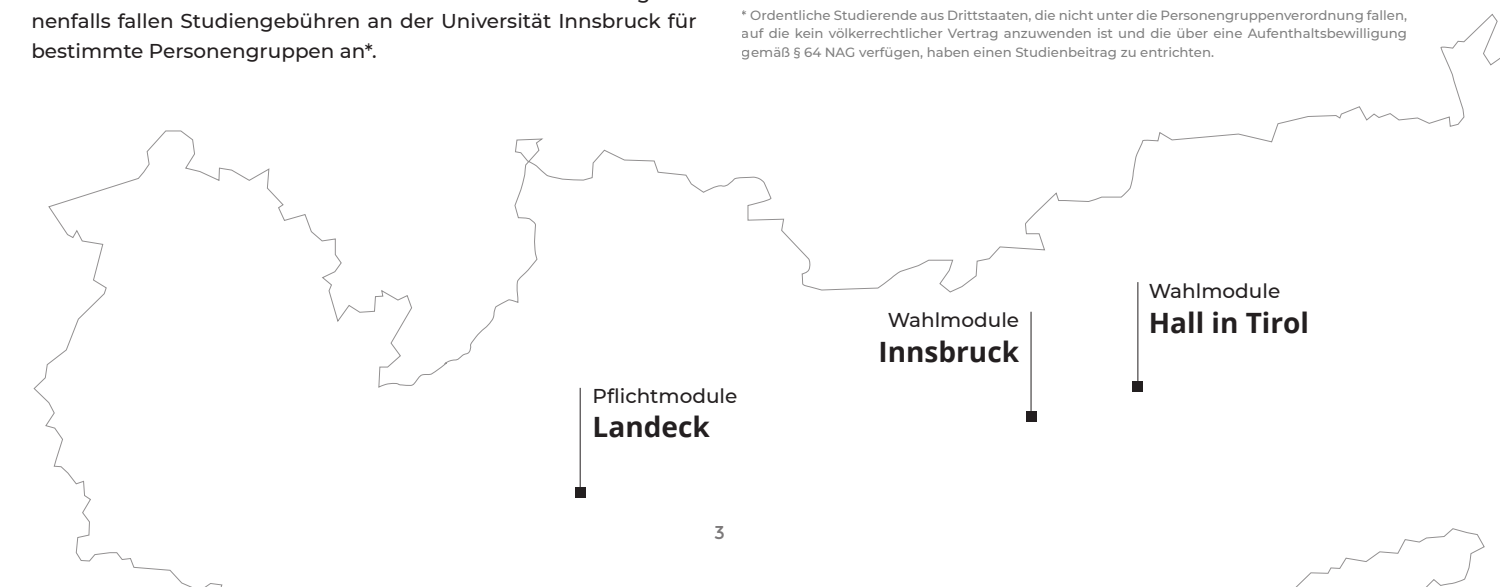 nenfalls fallen Studiengebühren an der Universität Innsbruck für
bestimmte Personengruppen an*.
* Ordentliche Studierende aus Drittstaaten, die nicht unter die Personengruppenverordnung fallen,
auf die kein völkerrechtlicher Vertrag anzuwenden ist und die über eine Aufenthaltsbewilligung
gemäß § 64 NAG verfügen, haben einen Studienbeitrag zu entrichten.
Wahlmodule
Hall in Tirol
Wahlmodule
Innsbruck
Pflichtmodule
Landeck
3